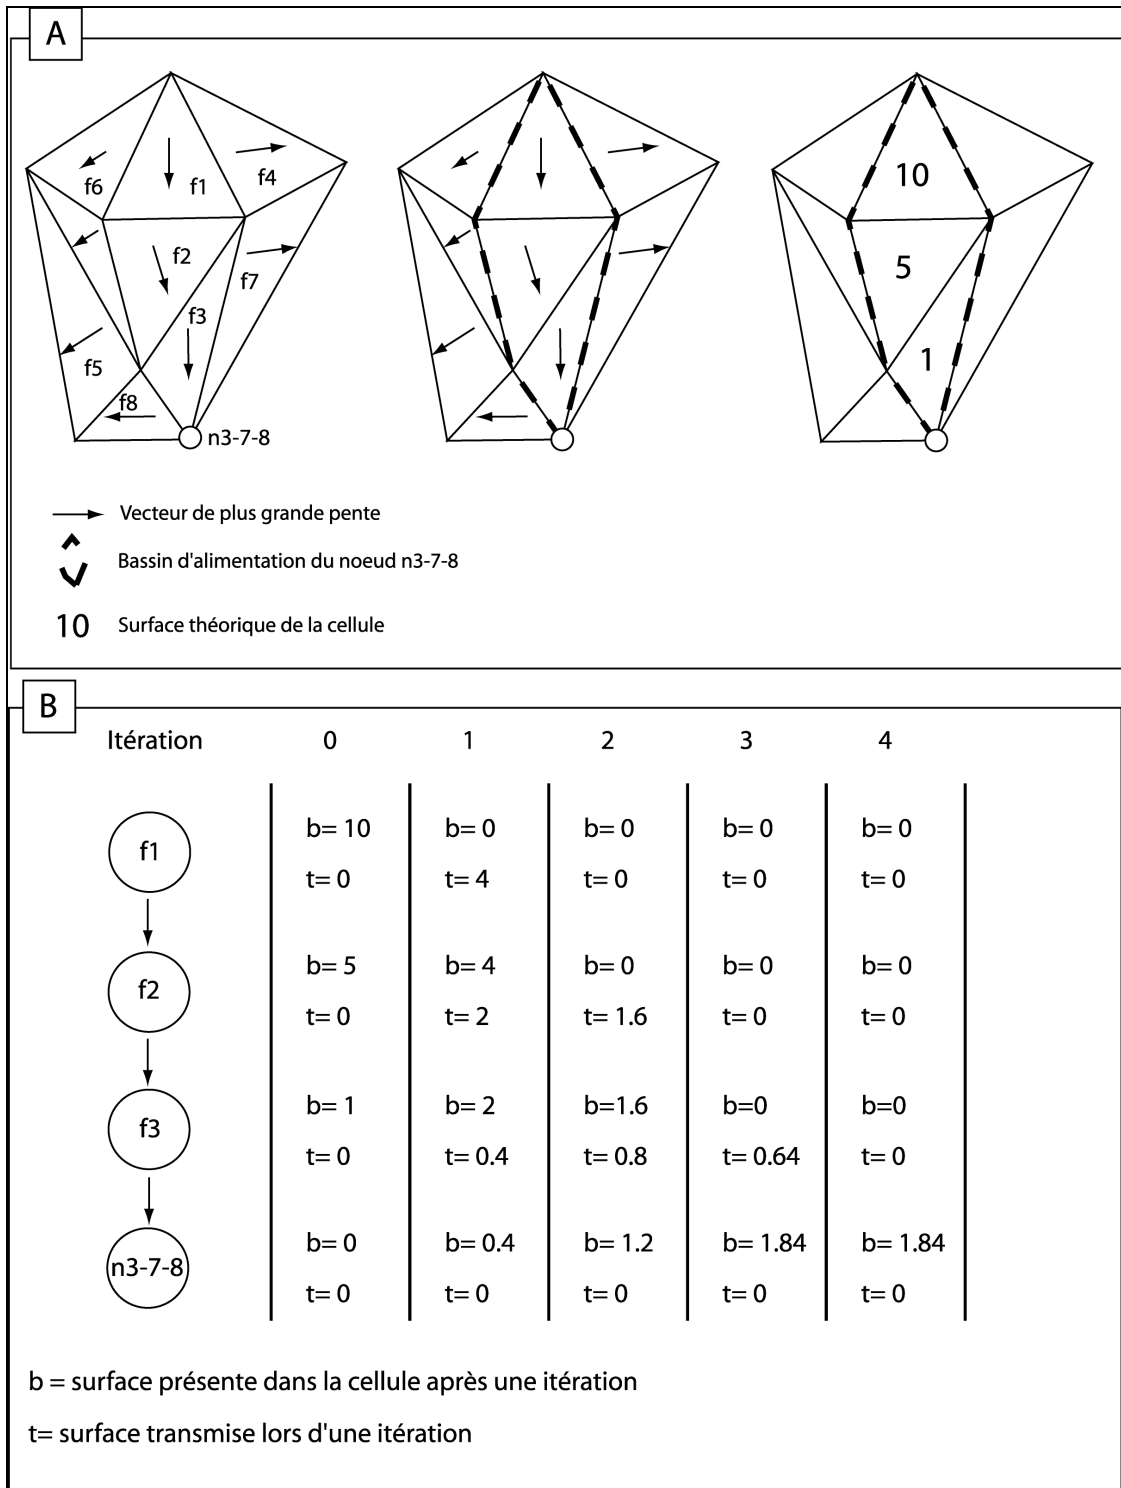 A
f6
f1
f4
f2
f7
f3
f5
f8
n3-7-8
10
5
1
Vecteur de plus grande pente
Bassin d'alimentation du noeud n3-7-8
10 Surface théorique de la cellule
B
Itération 0 1 2 3 4
f1
b= 10 b= 0 b= 0 b= 0 b= 0
t= 0 t= 4 t= 0 t= 0 t= 0
f2
b= 5 b= 4 b= 0 b= 0 b= 0
t= 0 t= 2 t= 1.6 t= 0 t= 0
f3
b= 1 b= 2 b=1.6 b=0 b=0
t= 0 t= 0.4 t= 0.8 t= 0.64 t= 0
n3-7-8
b= 0 b= 0.4 b= 1.2 b= 1.84 b= 1.84
t= 0 t= 0 t= 0 t= 0 t= 0
b = surface présente dans la cellule après une itération
t= surface transmise lors d'une itération